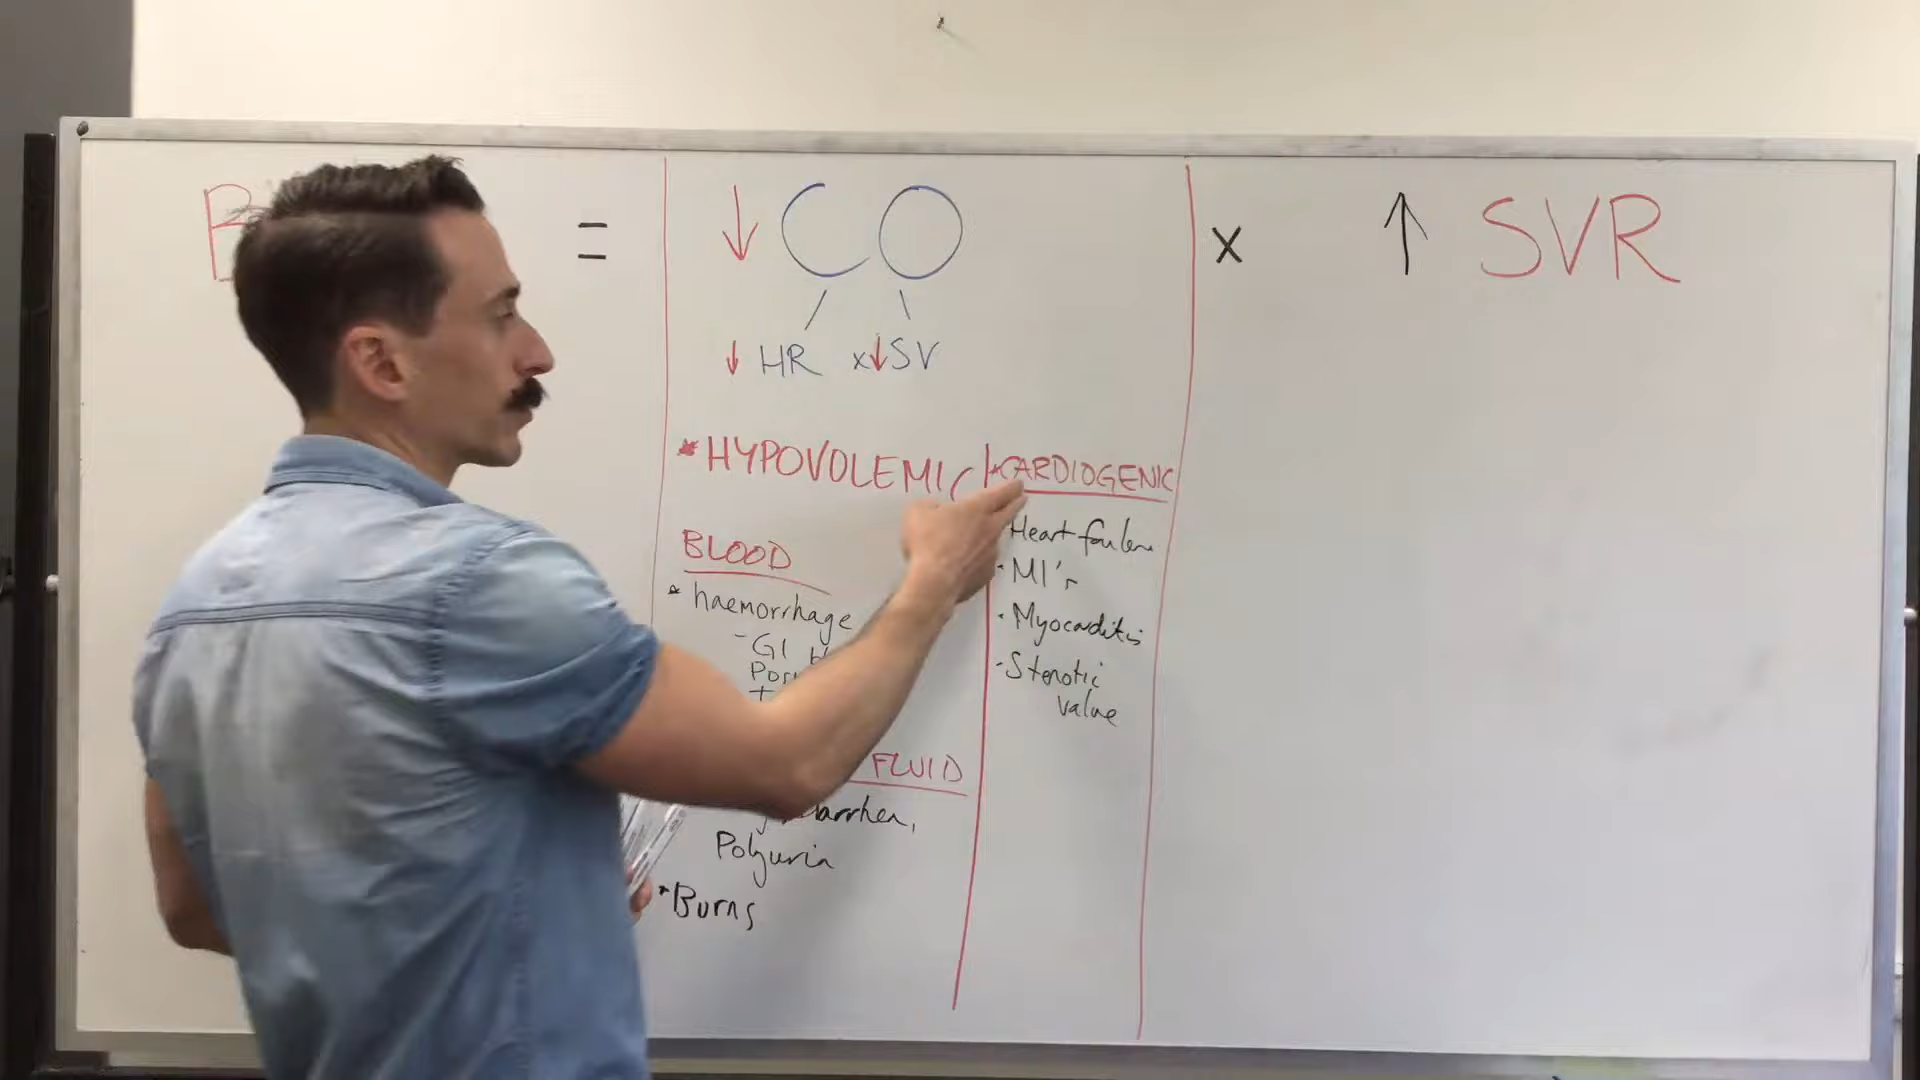 = ↓ CO x ↑ SVR
↓ HR x ↓ SV
* HYPOVOLEMIC
BLOOD
* haemorrhage
- GI
FLUID
Polyuria
* Burns
* CARDIOGENIC
Heart failure
· MI's
· Myocarditis
- Stenotic
valve